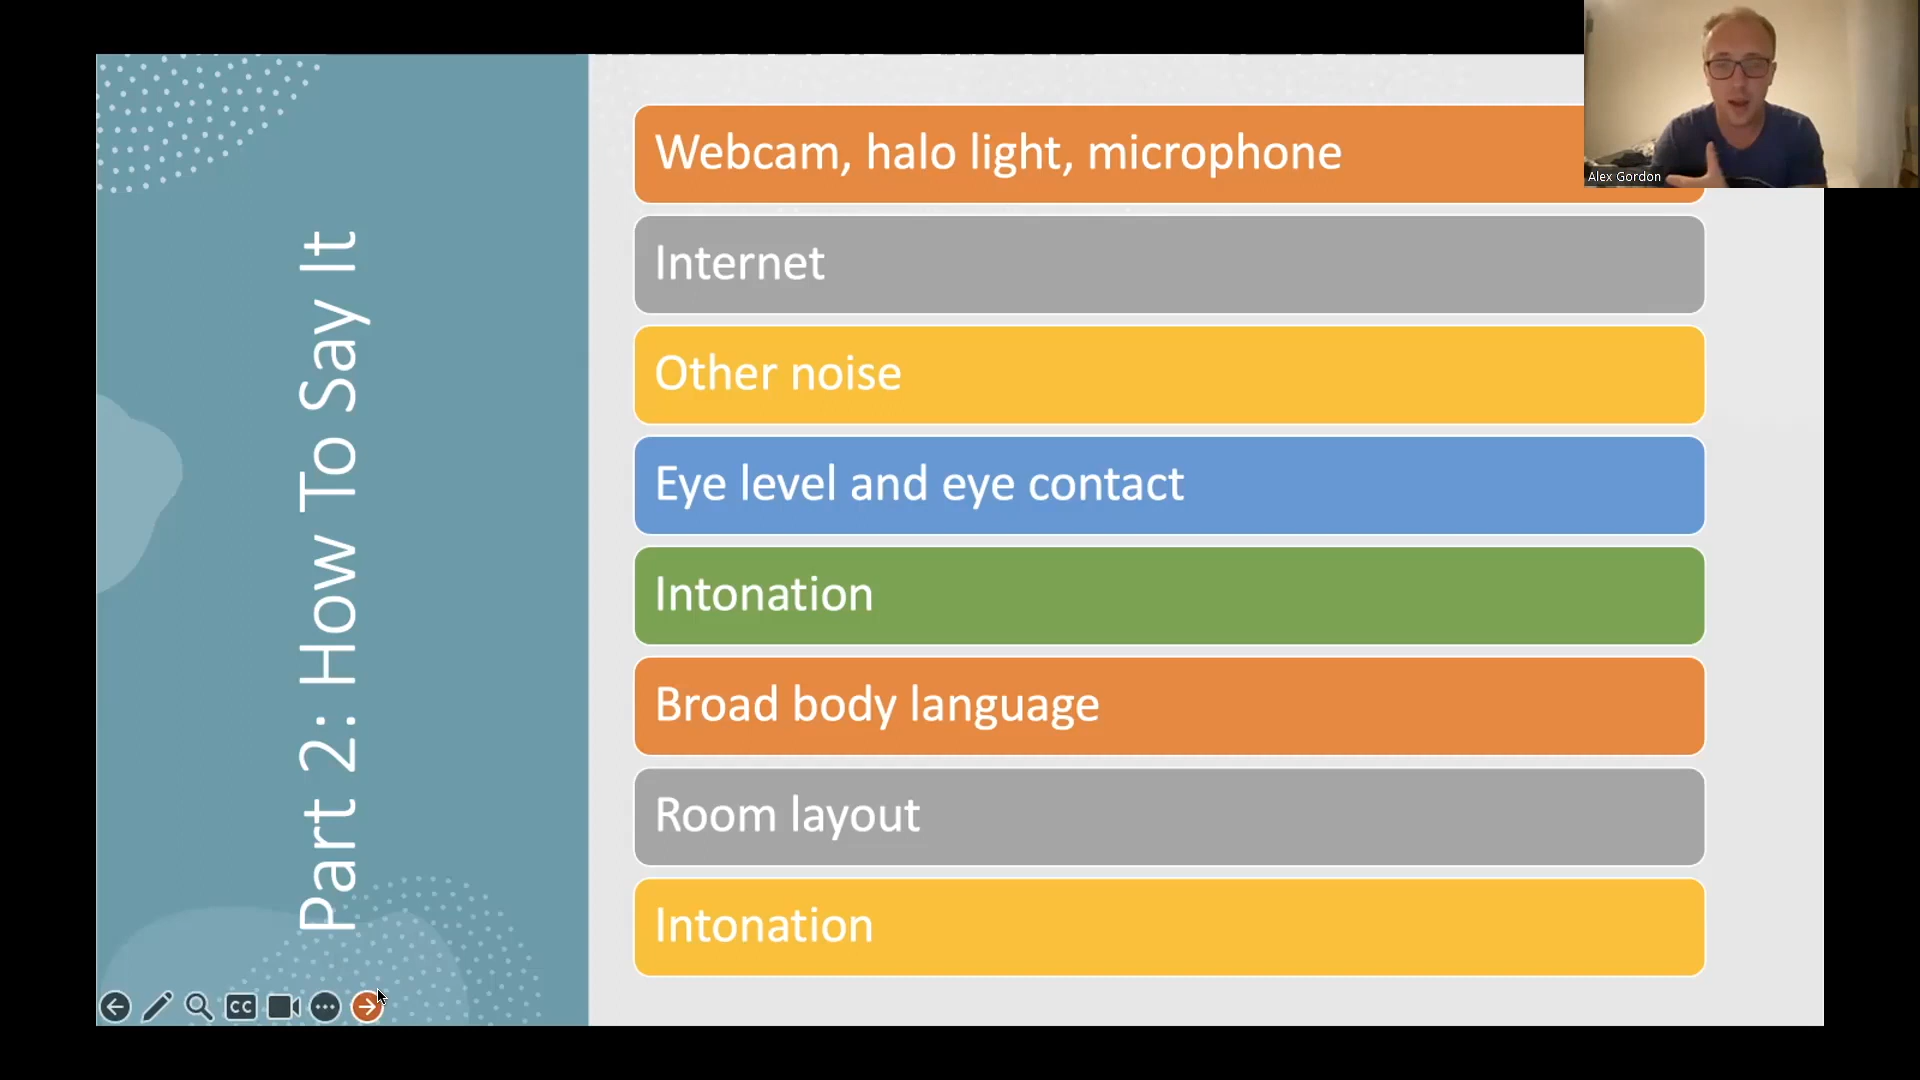 Part 2: How To Say It
Webcam, halo light, microphone
Internet
Other noise
Eye level and eye contact
Intonation
Broad body language
Room layout
Intonation
Alex Gordon
CC